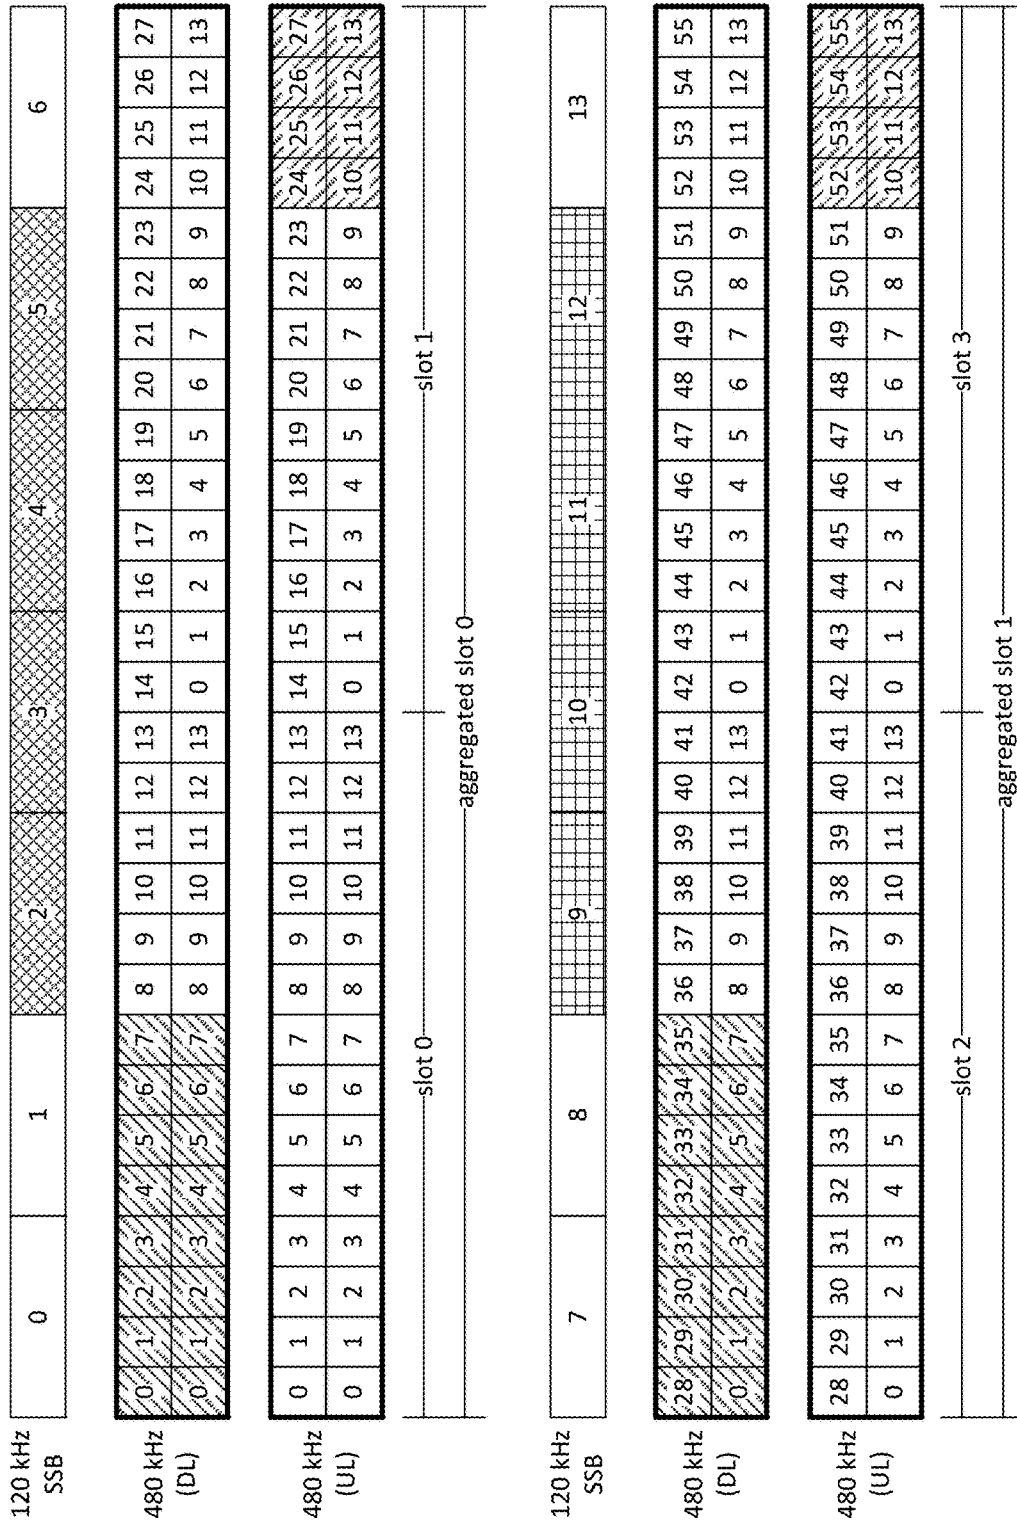 120 kHz SSB 0 1 2 3 4 5 6
480 kHz 0 1 2 3 4 5 6 7 8 9 10 11 12 13 14 15 16 17 18 19 20 21 22 23 24 25 26 27
(DL) 0 1 2 3 4 5 6 7 8 9 10 11 12 13 0 1 2 3 4 5 6 7 8 9 10 11 12 13
480 kHz 0 1 2 3 4 5 6 7 8 9 10 11 12 13 14 15 16 17 18 19 20 21 22 23 24 25 26 27
(UL) 0 1 2 3 4 5 6 7 8 9 10 11 12 13 0 1 2 3 4 5 6 7 8 9 10 11 12 13
slot 0 slot 1
aggregated slot 0
120 kHz SSB 7 8 9 10 11 12 13
480 kHz 28 29 30 31 32 33 34 35 36 37 38 39 40 41 42 43 44 45 46 47 48 49 50 51 52 53 54 55
(DL) 0 1 2 3 4 5 6 7 8 9 10 11 12 13 0 1 2 3 4 5 6 7 8 9 10 11 12 13
480 kHz 28 29 30 31 32 33 34 35 36 37 38 39 40 41 42 43 44 45 46 47 48 49 50 51 52 53 54 55
(UL) 0 1 2 3 4 5 6 7 8 9 10 11 12 13 0 1 2 3 4 5 6 7 8 9 10 11 12 13
slot 2 slot 3
aggregated slot 1